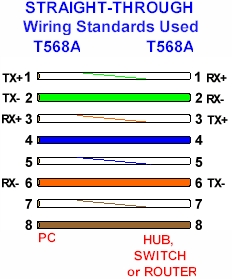 STRAIGHT-THROUGH
Wiring Standards Used
T568A T568A
TX+ 1 1 RX+
TX- 2 2 RX-
RX+ 3 3 TX+
4 4
5 5
RX- 6 6 TX-
7 7
8 8
PC HUB,
SWITCH
or ROUTER